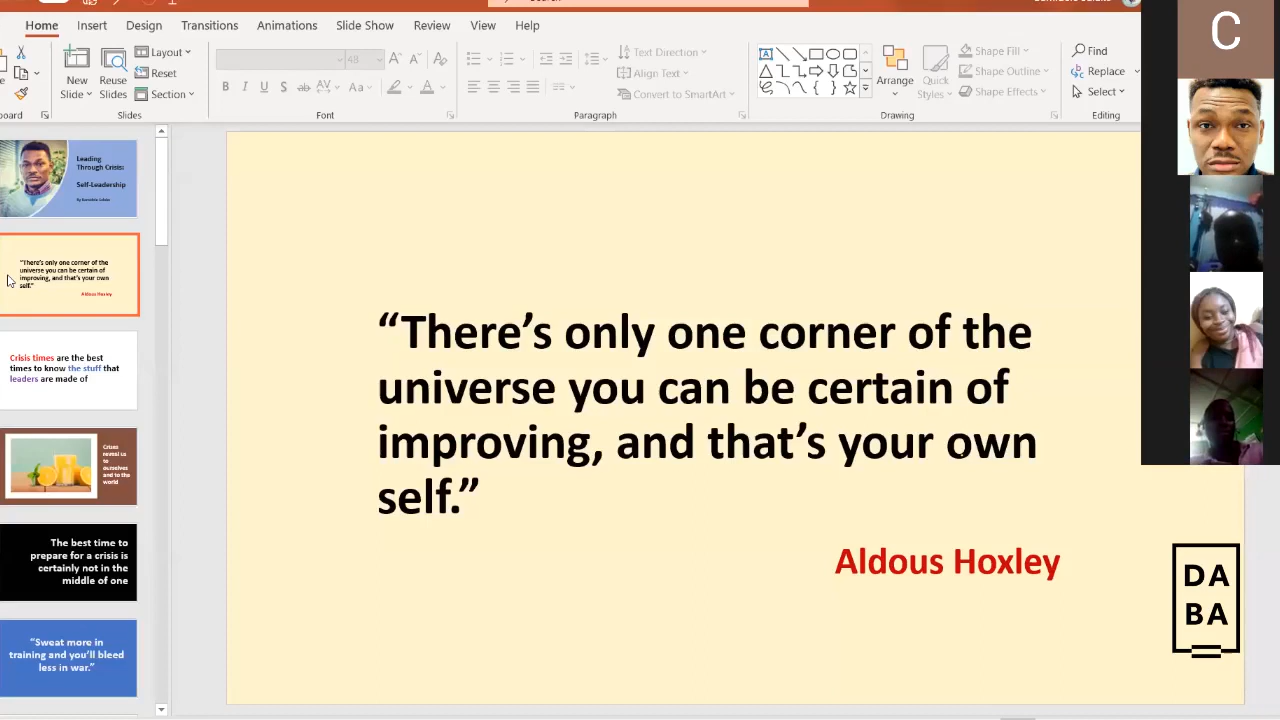 Home Insert Design Transitions Animations Slide Show Review View Help
New Slide
Reuse Slides
Layout
Reset
Section
48
Text Direction
Align Text
Convert to SmartArt
Arrange
Quick Styles
Shape Fill
Shape Outline
Shape Effects
Find
Replace
Select
Slides Font Paragraph Drawing Editing
Leading
Through Crisis:
Self-Leadership
"There's only one corner of the
universe you can be certain of
improving, and that's your own
self."
Aldous Hoxley
Crisis times are the best
times to know the stuff that
leaders are made of
Crises
reveal us
to
ourselves
and to the
world
The best time to
prepare for a crisis is
certainly not in the
middle of one
“Sweat more in
training and you’ll bleed
less in war.”
“There’s only one corner of the
universe you can be certain of
improving, and that’s your own
self.”
Aldous Hoxley
C
DA
BA